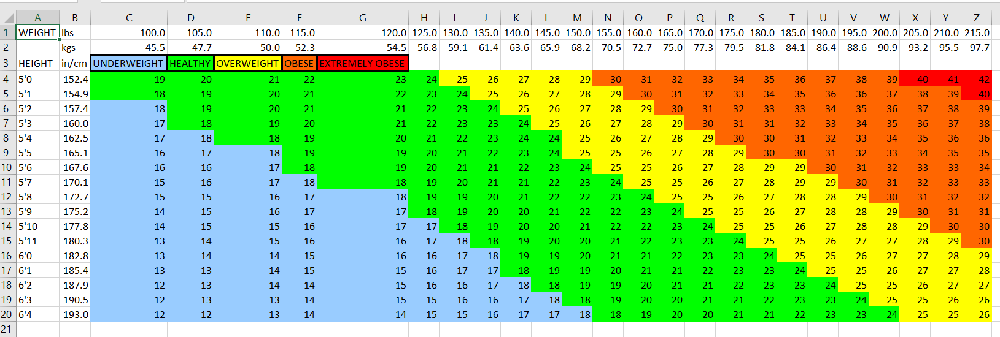 A B C D E F G H I J K L M N O P Q R S T U V W X Y Z
1 WEIGHT lbs 100.0 105.0 110.0 115.0 120.0 125.0 130.0 135.0 140.0 145.0 150.0 155.0 160.0 165.0 170.0 175.0 180.0 185.0 190.0 195.0 200.0 205.0 210.0 215.0
2 kgs 45.5 47.7 50.0 52.3 54.5 56.8 59.1 61.4 63.6 65.9 68.2 70.5 72.7 75.0 77.3 79.5 81.8 84.1 86.4 88.6 90.9 93.2 95.5 97.7
3 HEIGHT in/cm UNDERWEIGHT HEALTHY OVERWEIGHT OBESE EXTREMELY OBESE
4 5'0 152.4 19 20 21 22 23 24 25 26 27 28 29 30 31 32 33 34 35 36 37 38 39 40 41 42
5 5'1 154.9 18 19 20 21 22 23 24 25 26 27 28 29 30 31 32 33 34 35 36 36 37 38 39 40
6 5'2 157.4 18 19 20 21 21 22 23 24 25 26 27 28 29 30 31 32 33 33 34 35 36 37 38 39
7 5'3 160.0 17 18 19 20 21 22 23 23 24 25 26 27 28 29 30 31 31 32 33 34 35 36 37 38
8 5'4 162.5 17 18 18 19 20 21 22 23 24 24 25 26 27 28 29 30 30 31 32 33 34 35 36 36
9 5'5 165.1 16 17 18 19 19 20 21 22 23 24 25 25 26 27 28 29 30 30 31 32 33 34 35 35
10 5'6 167.6 16 16 17 18 19 20 21 21 22 23 24 25 25 26 27 28 29 29 30 31 32 33 33 34
11 5'7 170.1 15 16 17 18 18 19 20 21 21 22 23 24 25 25 26 27 28 29 29 30 31 32 33 33
12 5'8 172.7 15 15 16 17 18 19 19 20 21 22 22 23 24 25 25 26 27 28 28 29 30 31 32 32
13 5'9 175.2 14 15 16 17 17 18 19 20 20 21 22 22 23 24 25 25 26 27 28 28 29 30 31 31
14 5'10 177.8 14 15 15 16 17 17 18 19 20 20 21 22 22 23 24 25 25 26 27 28 28 29 30 30
15 5'11 180.3 13 14 15 16 16 17 18 18 19 20 20 21 22 23 23 24 25 25 26 27 27 28 29 30
16 6'0 182.8 13 14 14 15 16 16 17 18 19 19 20 21 21 22 23 23 24 25 25 26 27 27 28 29
17 6'1 185.4 13 13 14 15 15 16 17 17 18 19 19 20 21 21 22 23 23 24 25 25 26 27 27 28
18 6'2 187.9 12 13 14 14 15 16 16 17 18 18 19 19 20 21 21 22 23 23 24 25 25 26 27 27
19 6'3 190.5 12 13 13 14 15 15 16 16 17 18 18 19 20 20 21 21 22 23 23 24 25 25 26 26
20 6'4 193.0 12 12 13 14 14 15 15 16 17 17 18 18 19 20 20 21 21 22 23 23 24 25 25 26
21